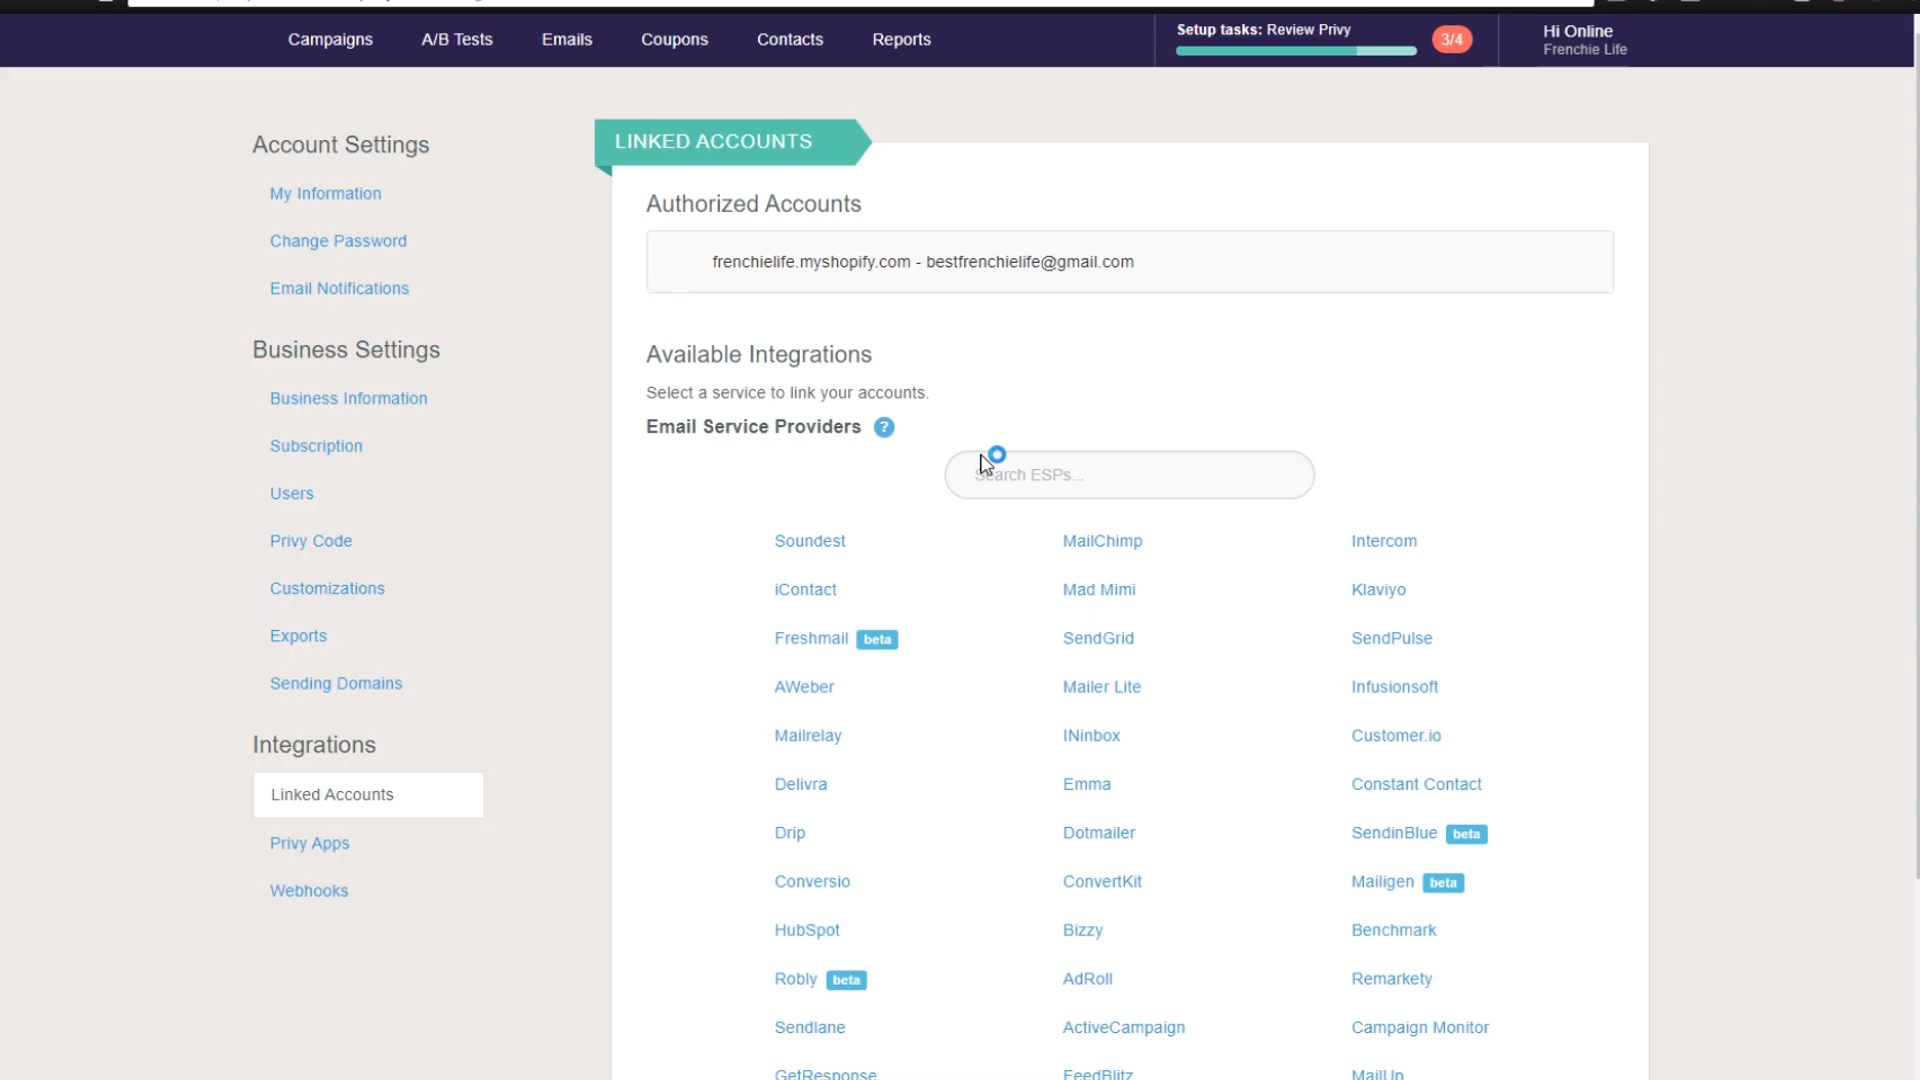 Campaigns A/B Tests Emails Coupons Contacts Reports
Setup tasks: Review Privy
3/4
Hi Online
Frenchie Life
Account Settings
My Information
Change Password
Email Notifications
Business Settings
Business Information
Subscription
Users
Privy Code
Customizations
Exports
Sending Domains
Integrations
Linked Accounts
Privy Apps
Webhooks
LINKED ACCOUNTS
Authorized Accounts
frenchielife.myshopify.com - bestfrenchielife@gmail.com
Available Integrations
Select a service to link your accounts.
Email Service Providers ?
Search ESPs...
Soundest MailChimp Intercom
iContact Mad Mimi Klaviyo
Freshmail beta SendGrid SendPulse
AWeber Mailer Lite Infusionsoft
Mailrelay INinbox Customer.io
Delivra Emma Constant Contact
Drip Dotmailer SendinBlue beta
Conversio ConvertKit Mailigen beta
HubSpot Bizzy Benchmark
Robly beta AdRoll Remarkety
Sendlane ActiveCampaign Campaign Monitor
GetResponse FeedBlitz MailUp